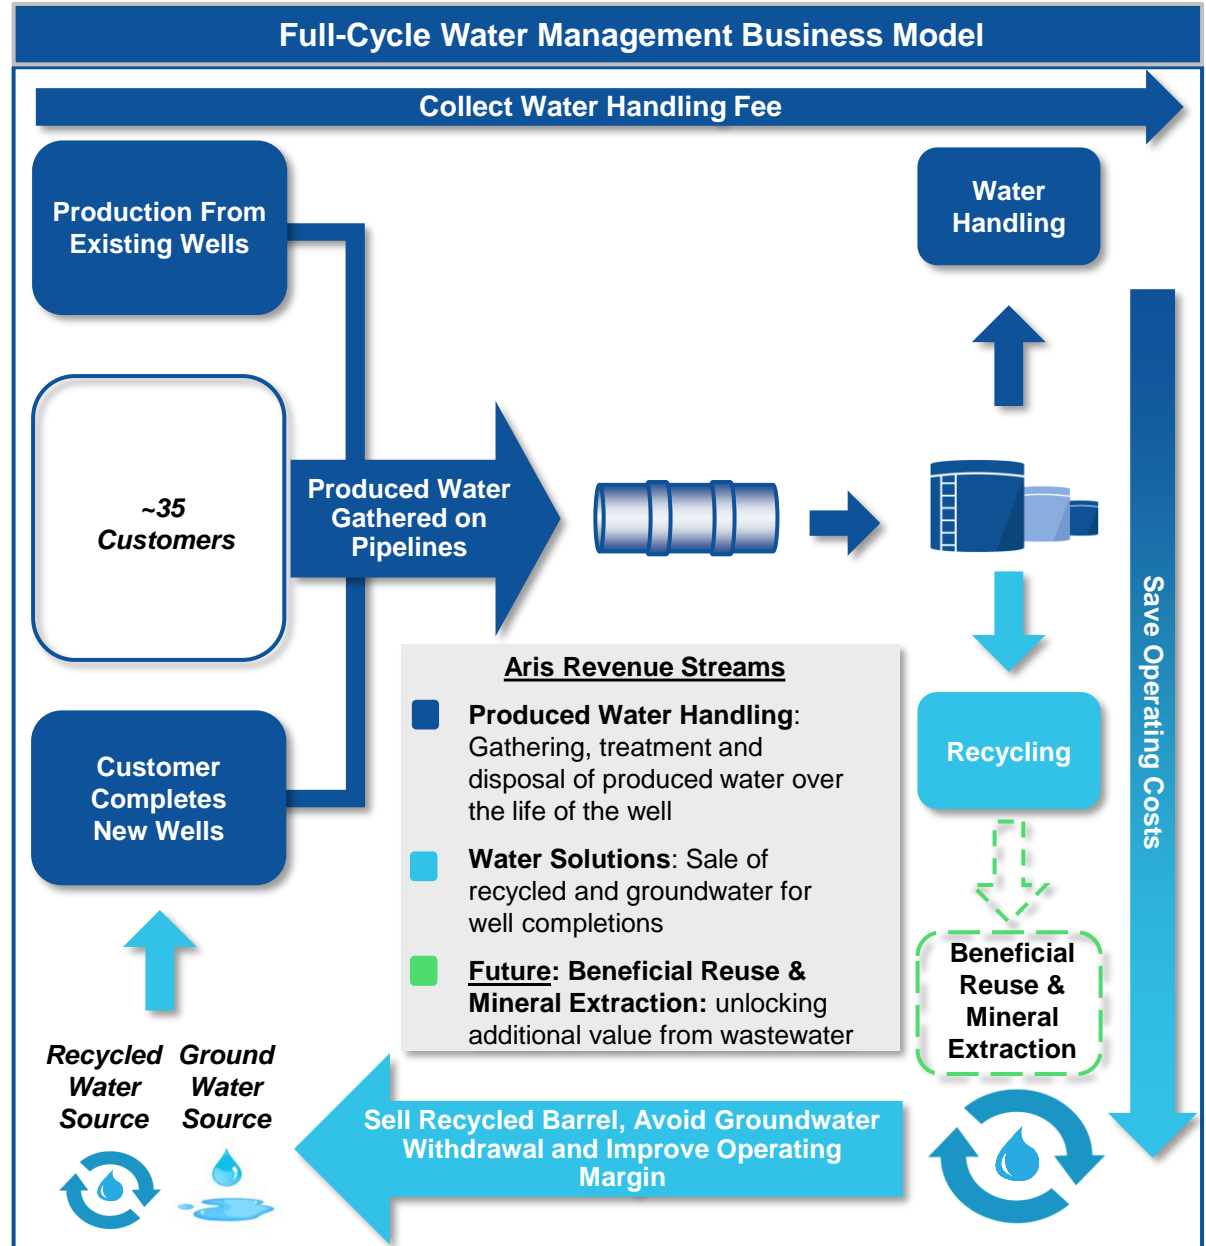 Full-Cycle Water Management Business Model
Collect Water Handling Fee
Production From
Existing Wells
Water
Handling
~35
Customers
Produced Water
Gathered on
Pipelines
Save Operating Costs
Aris Revenue Streams
Produced Water Handling:
Gathering, treatment and
disposal of produced water over
the life of the well
Water Solutions: Sale of
recycled and groundwater for
well completions
Future: Beneficial Reuse &
Mineral Extraction: unlocking
additional value from wastewater
Customer
Completes
New Wells
Recycling
Beneficial
Reuse &
Mineral
Extraction
Recycled
Water
Source
Ground
Water
Source
Sell Recycled Barrel, Avoid Groundwater
Withdrawal and Improve Operating
Margin